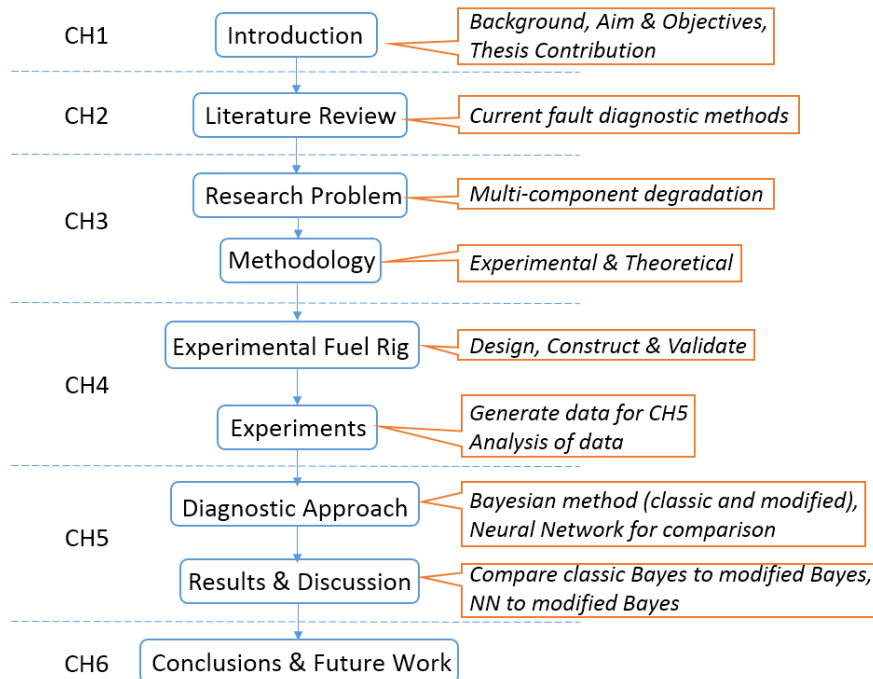 CH1
Introduction
Background, Aim & Objectives,
Thesis Contribution
CH2
Literature Review
Current fault diagnostic methods
CH3
Research Problem
Multi-component degradation
Methodology
Experimental & Theoretical
CH4
Experimental Fuel Rig
Design, Construct & Validate
Experiments
Generate data for CH5
Analysis of data
CH5
Diagnostic Approach
Bayesian method (classic and modified),
Neural Network for comparison
Results & Discussion
Compare classic Bayes to modified Bayes,
NN to modified Bayes
CH6
Conclusions & Future Work